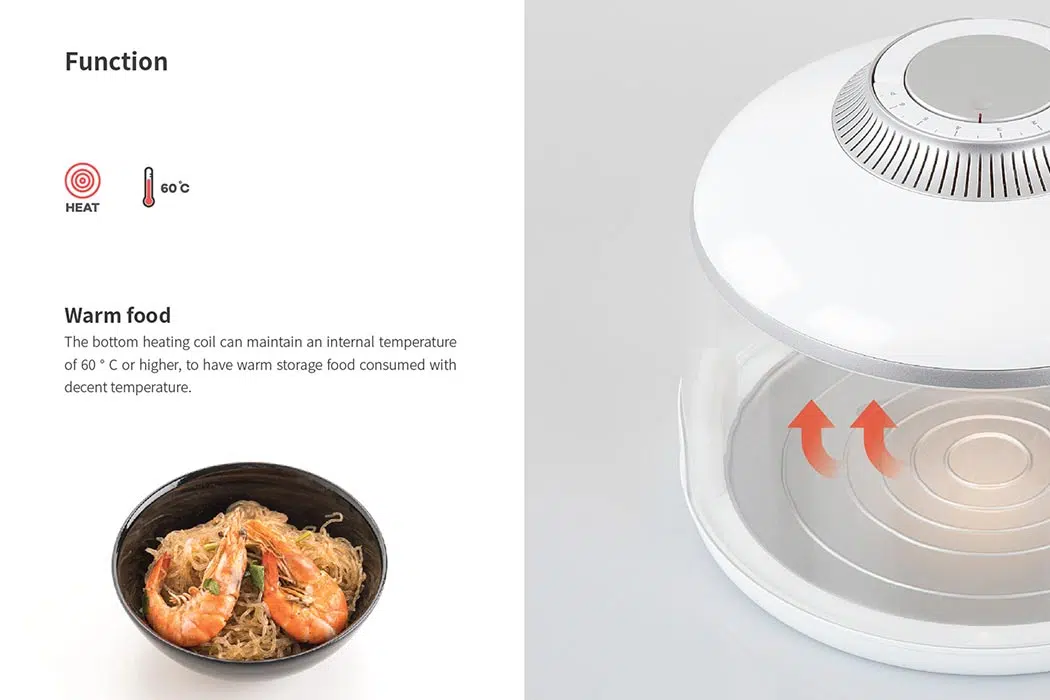 Function
HEAT
60°C
Warm food
The bottom heating coil can maintain an internal temperature
of 60 ° C or higher, to have warm storage food consumed with
decent temperature.